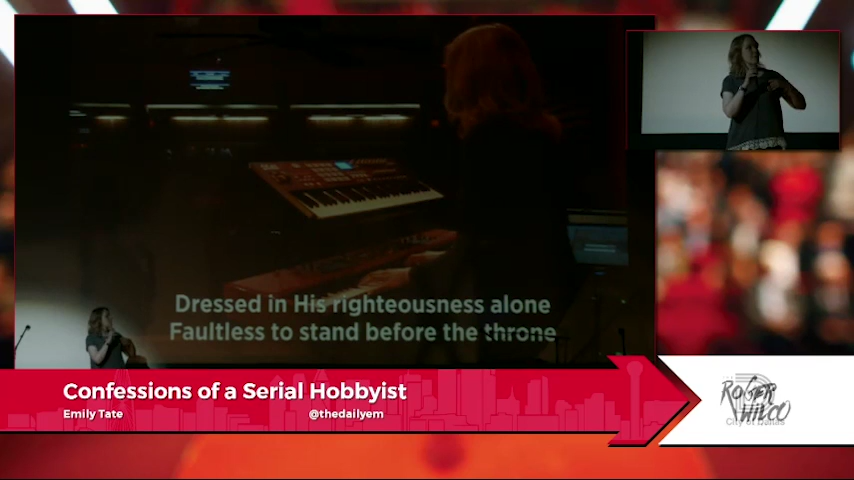 Dressed in His righteousness alone
Faultless to stand before the throne
Confessions of a Serial Hobbyist
Emily Tate
@thedailyem
ROGER
WILCO
City of Dallas